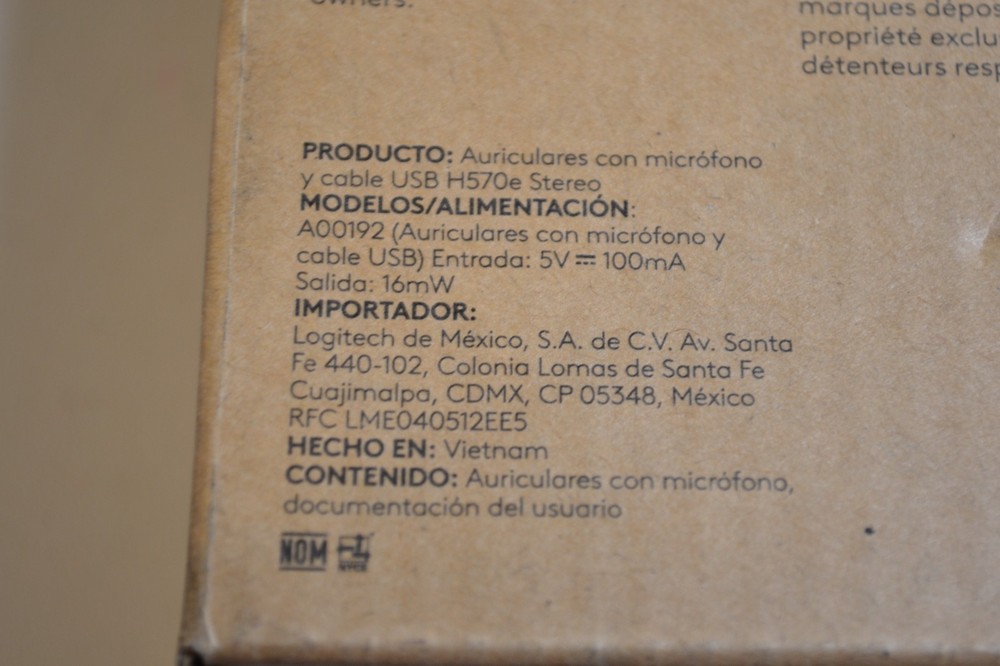 owners.
marques dépos
propriété exclu
détenteurs resp
PRODUCTO: Auriculares con micrófono
y cable USB H570e Stereo
MODELOS/ALIMENTACIÓN:
A00192 (Auriculares con micrófono y
cable USB) Entrada: 5V ⎓ 100mA
Salida: 16mW
IMPORTADOR:
Logitech de México, S.A. de C.V. Av. Santa
Fe 440-102, Colonia Lomas de Santa Fe
Cuajimalpa, CDMX, CP 05348, México
RFC LME040512EE5
HECHO EN: Vietnam
CONTENIDO: Auriculares con micrófono,
documentación del usuario
NOM NYCE